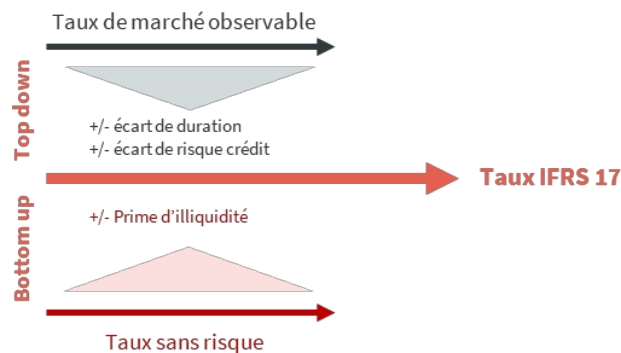 Taux de marché observable
Top down
+/- écart de duration
+/- écart de risque crédit
Taux IFRS 17
Bottom up
+/- Prime d'illiquidité
Taux sans risque